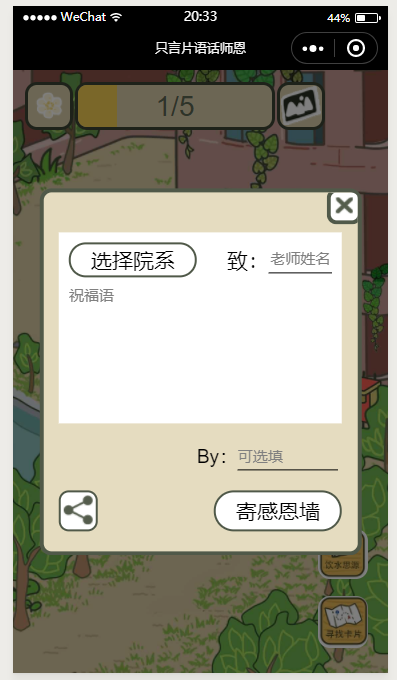 WeChat 20:33 44%
只言片语话师恩
1/5
选择院系 致： 老师姓名
祝福语
By： 可选填
寄感恩墙
饮水思源
寻找卡片